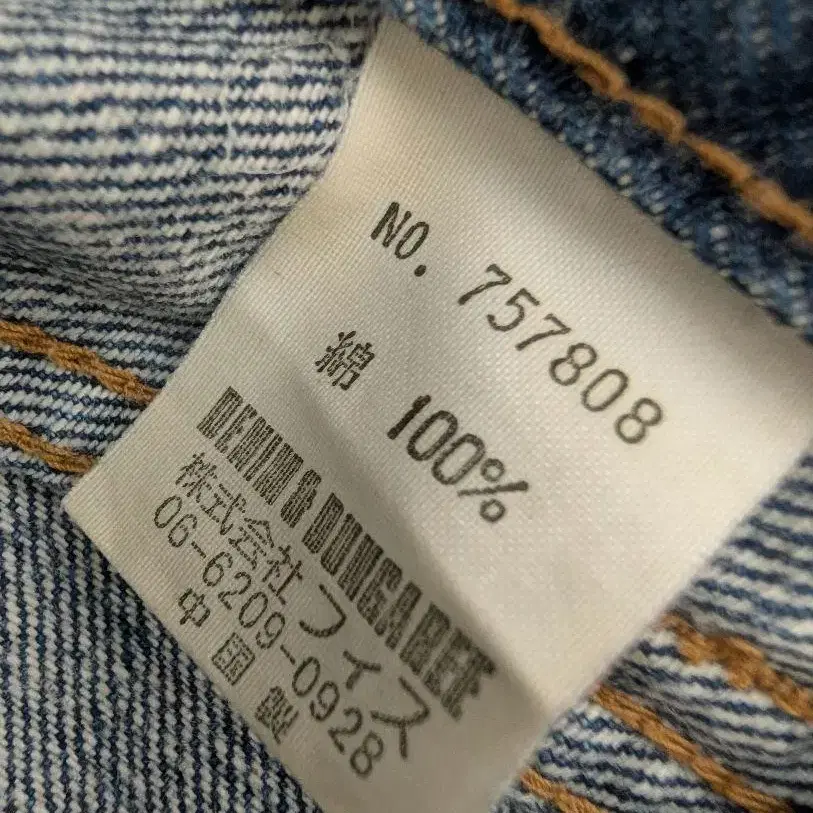 NO. 757808
綿 100%
DENIM&DUNGAREE
株式会社フィス
06-6209-0928
中国製